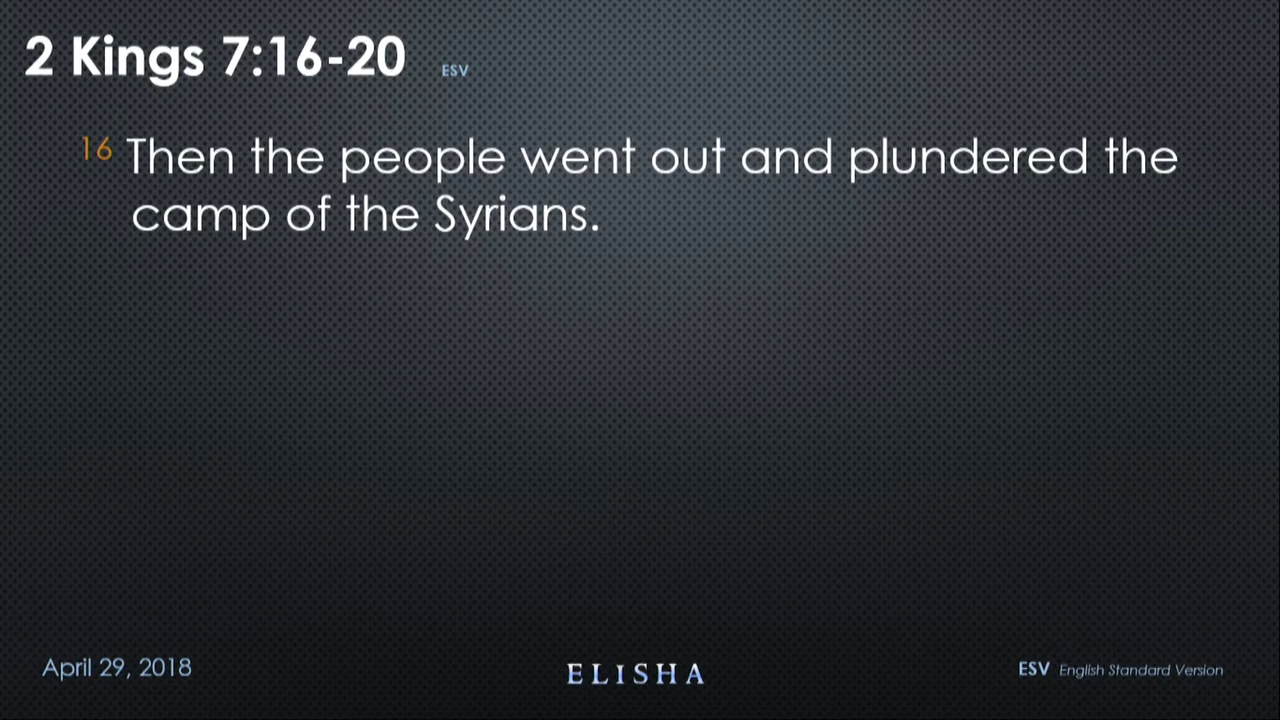 2 Kings 7:16-20 ESV
16 Then the people went out and plundered the
camp of the Syrians.
April 29, 2018
ELISHA
ESV English Standard Version